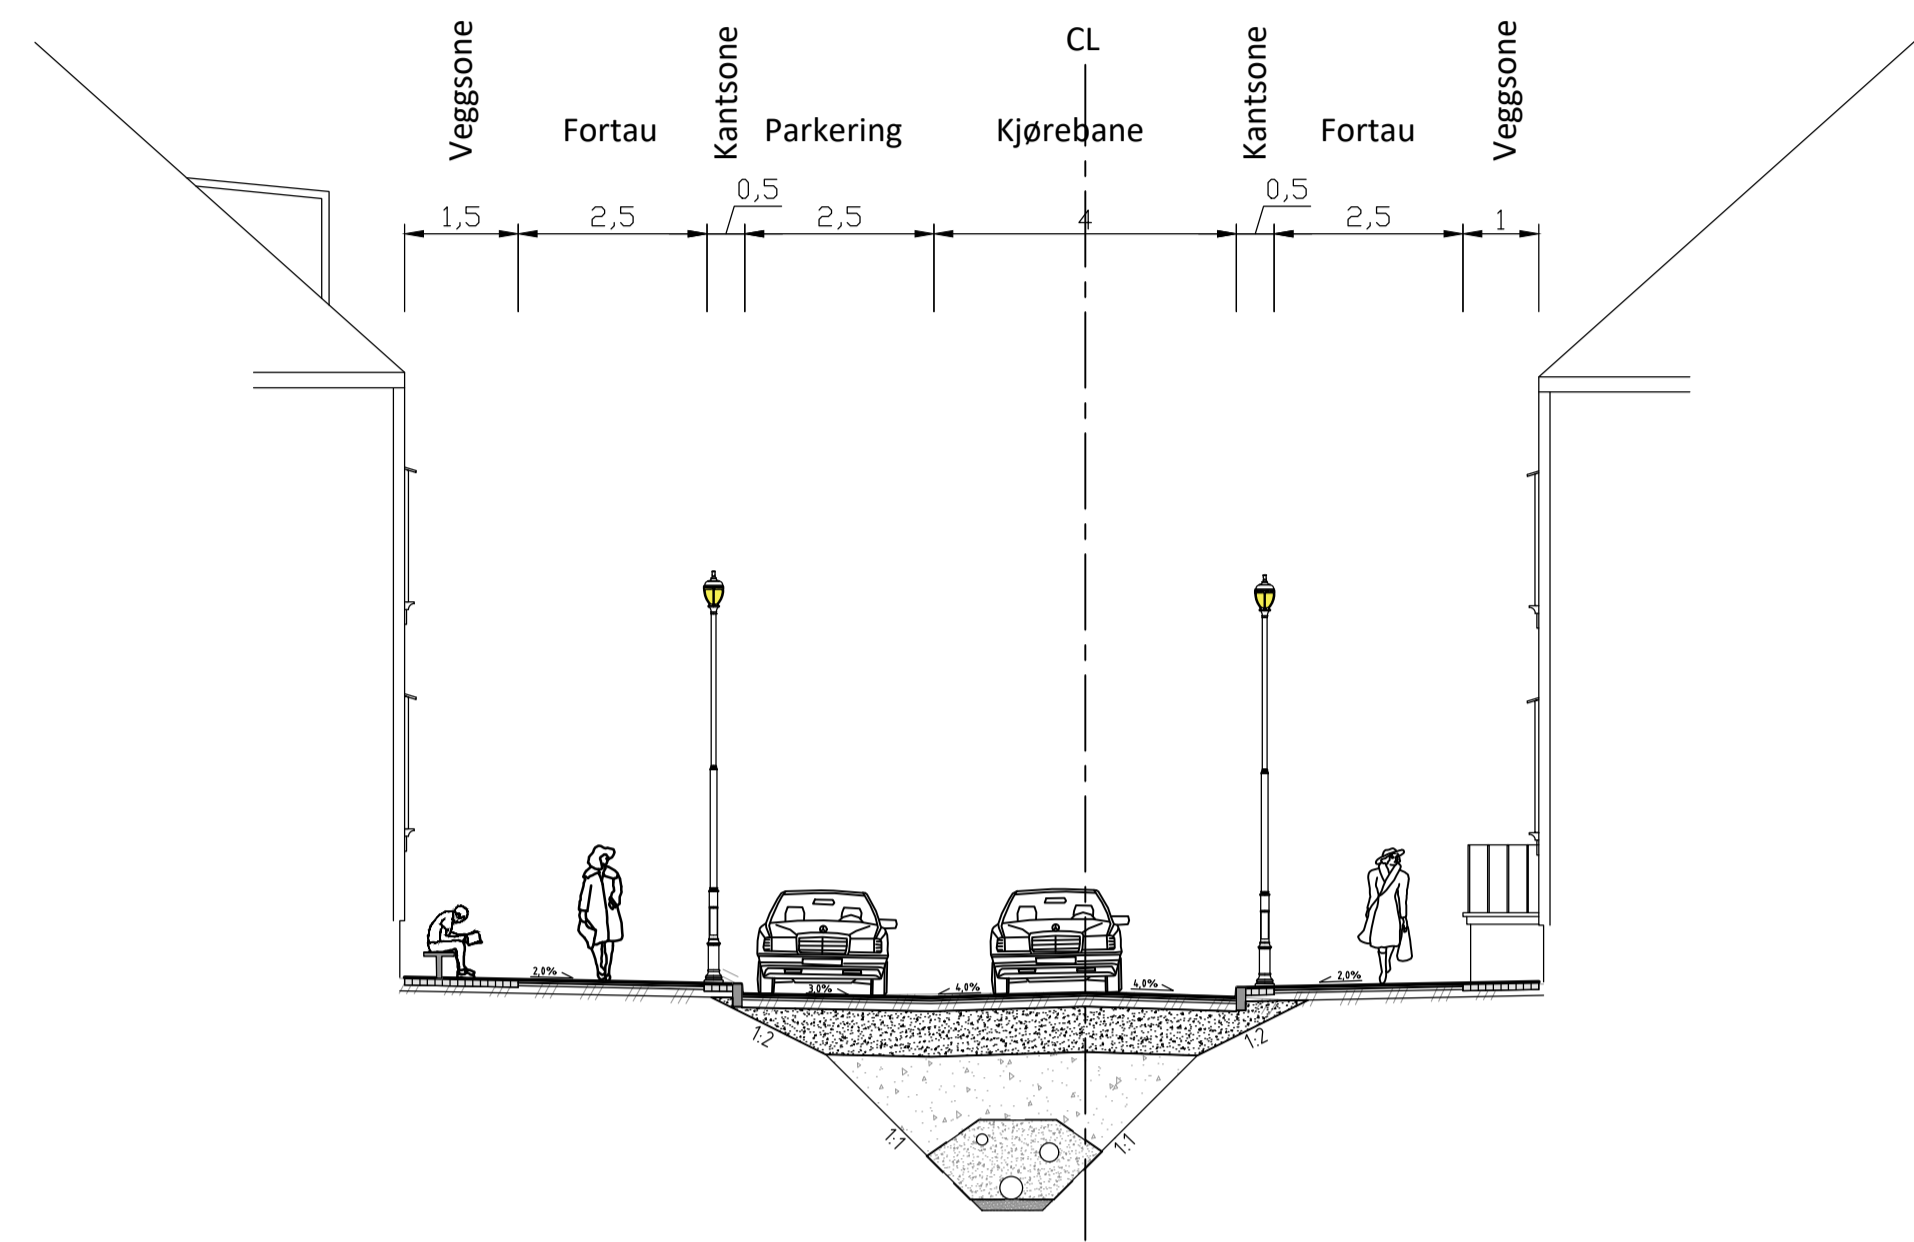 CL
Veggsone
Fortau
Kantsone
Parkering
Kjørebane
Kantsone
Fortau
Veggsone
1,5
2,5
0,5
2,5
4
0,5
2,5
1
2,0%
3,0%
4,0%
4,0%
2,0%
1:2
1:2
1:1
1:1